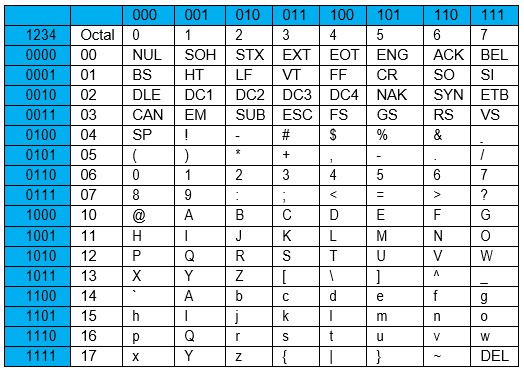 000 001 010 011 100 101 110 111
1234 Octal 0 1 2 3 4 5 6 7
0000 00 NUL SOH STX EXT EOT ENG ACK BEL
0001 01 BS HT LF VT FF CR SO SI
0010 02 DLE DC1 DC2 DC3 DC4 NAK SYN ETB
0011 03 CAN EM SUB ESC FS GS RS VS
0100 04 SP ! - # $ % & _
0101 05 ( ) * + , - . /
0110 06 0 1 2 3 4 5 6 7
0111 07 8 9 : ; < = > ?
1000 10 @ A B C D E F G
1001 11 H I J K L M N O
1010 12 P Q R S T U V W
1011 13 X Y Z [ \ ] ^ _
1100 14 ` A b c d e f g
1101 15 h I j k l m n o
1110 16 p Q r s t u v w
1111 17 x Y z { | } ~ DEL